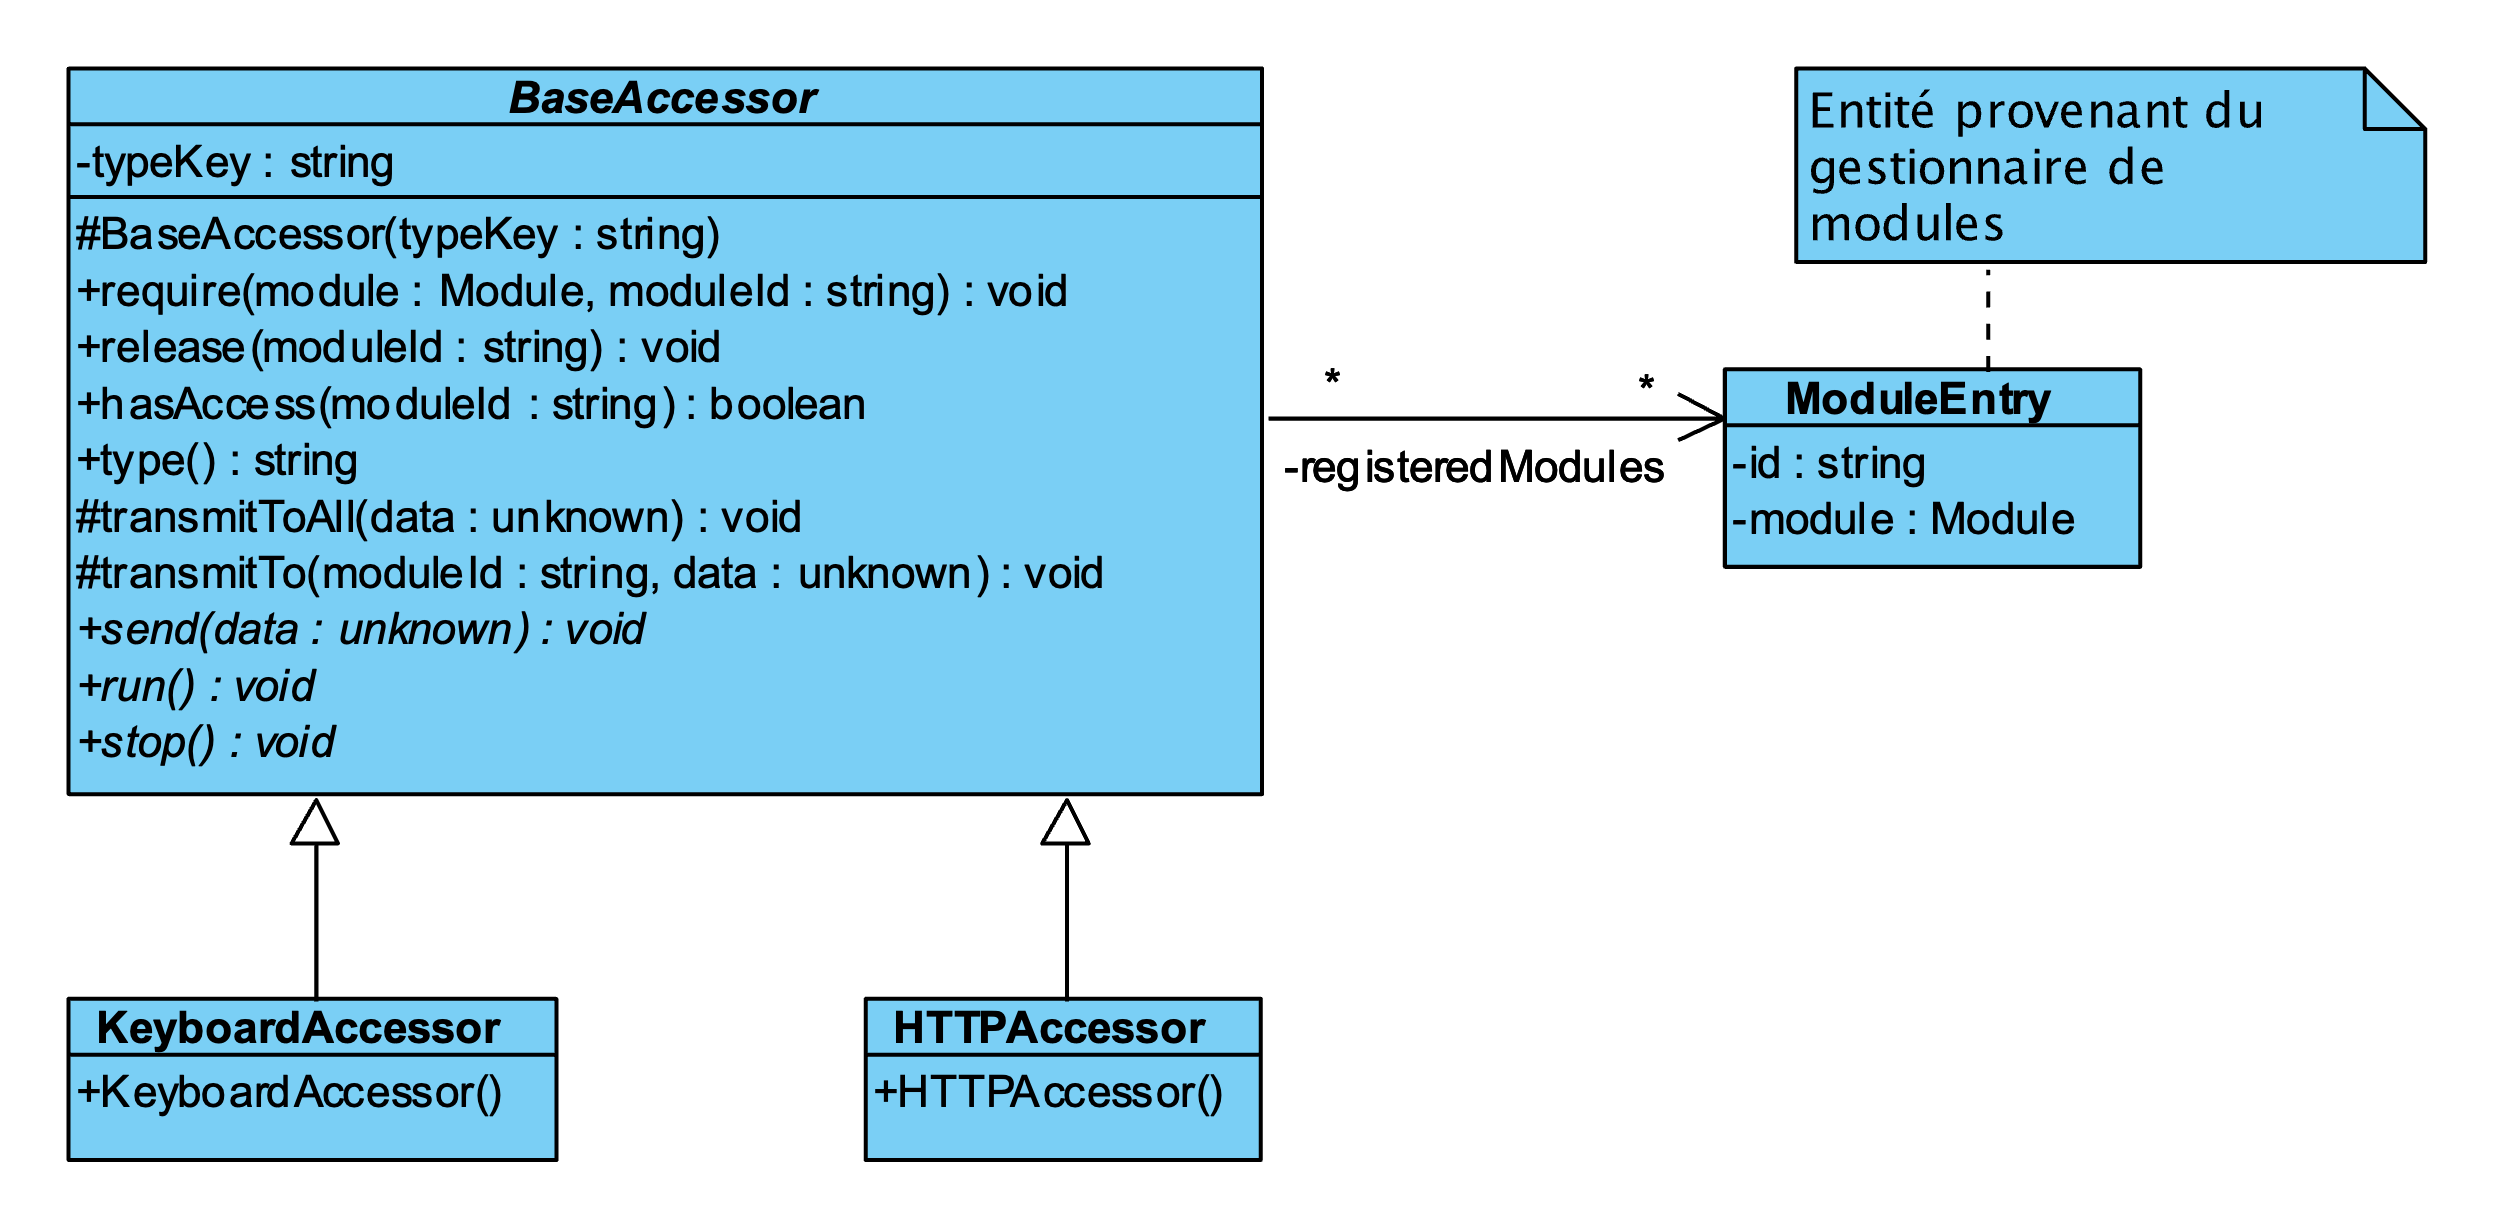 BaseAccessor
-typeKey : string
#BaseAccessor(typeKey : string)
+require(module : Module, moduleId : string) : void
+release(moduleId : string) : void
+hasAccess(moduleId : string) : boolean
+type() : string
#transmitToAll(data : unknown) : void
#transmitTo(moduleId : string, data : unknown) : void
+send(data : unknown) : void
+run() : void
+stop() : void
* *
-registeredModules
Entité provenant du
gestionnaire de
modules
ModuleEntry
-id : string
-module : Module
KeyboardAccessor
+KeyboardAccessor()
HTTPAccessor
+HTTPAccessor()